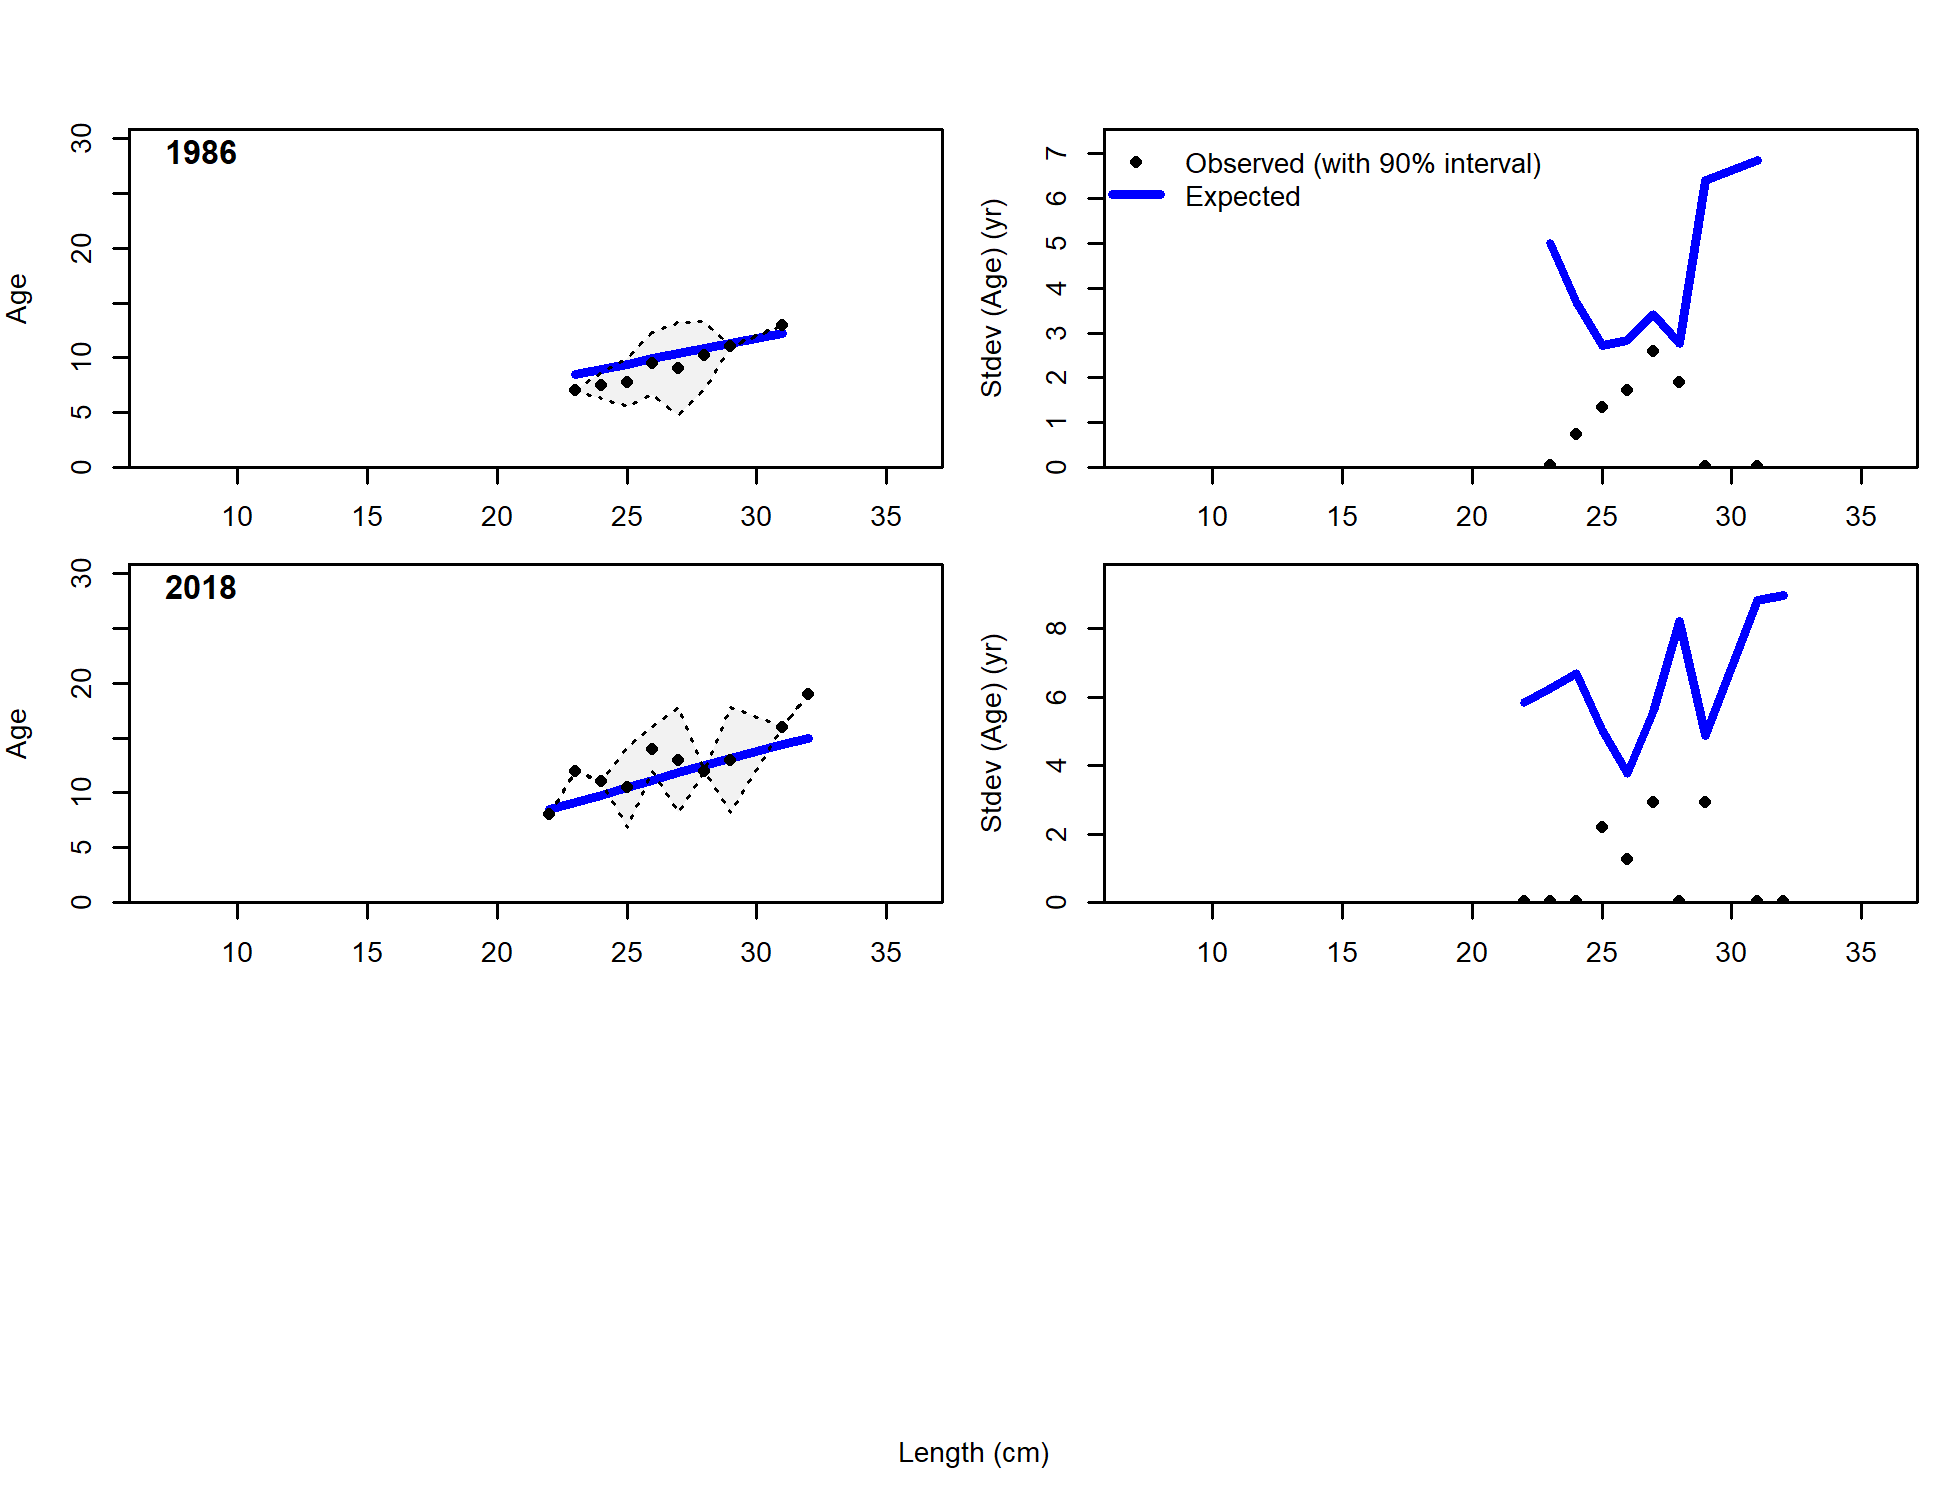 1986
Age
0 5 10 20 30
10 15 20 25 30 35
Observed (with 90% interval)
Expected
Stdev (Age) (yr)
0 1 2 3 4 5 6 7
10 15 20 25 30 35
2018
Age
0 5 10 20 30
10 15 20 25 30 35
Stdev (Age) (yr)
0 2 4 6 8
10 15 20 25 30 35
Length (cm)